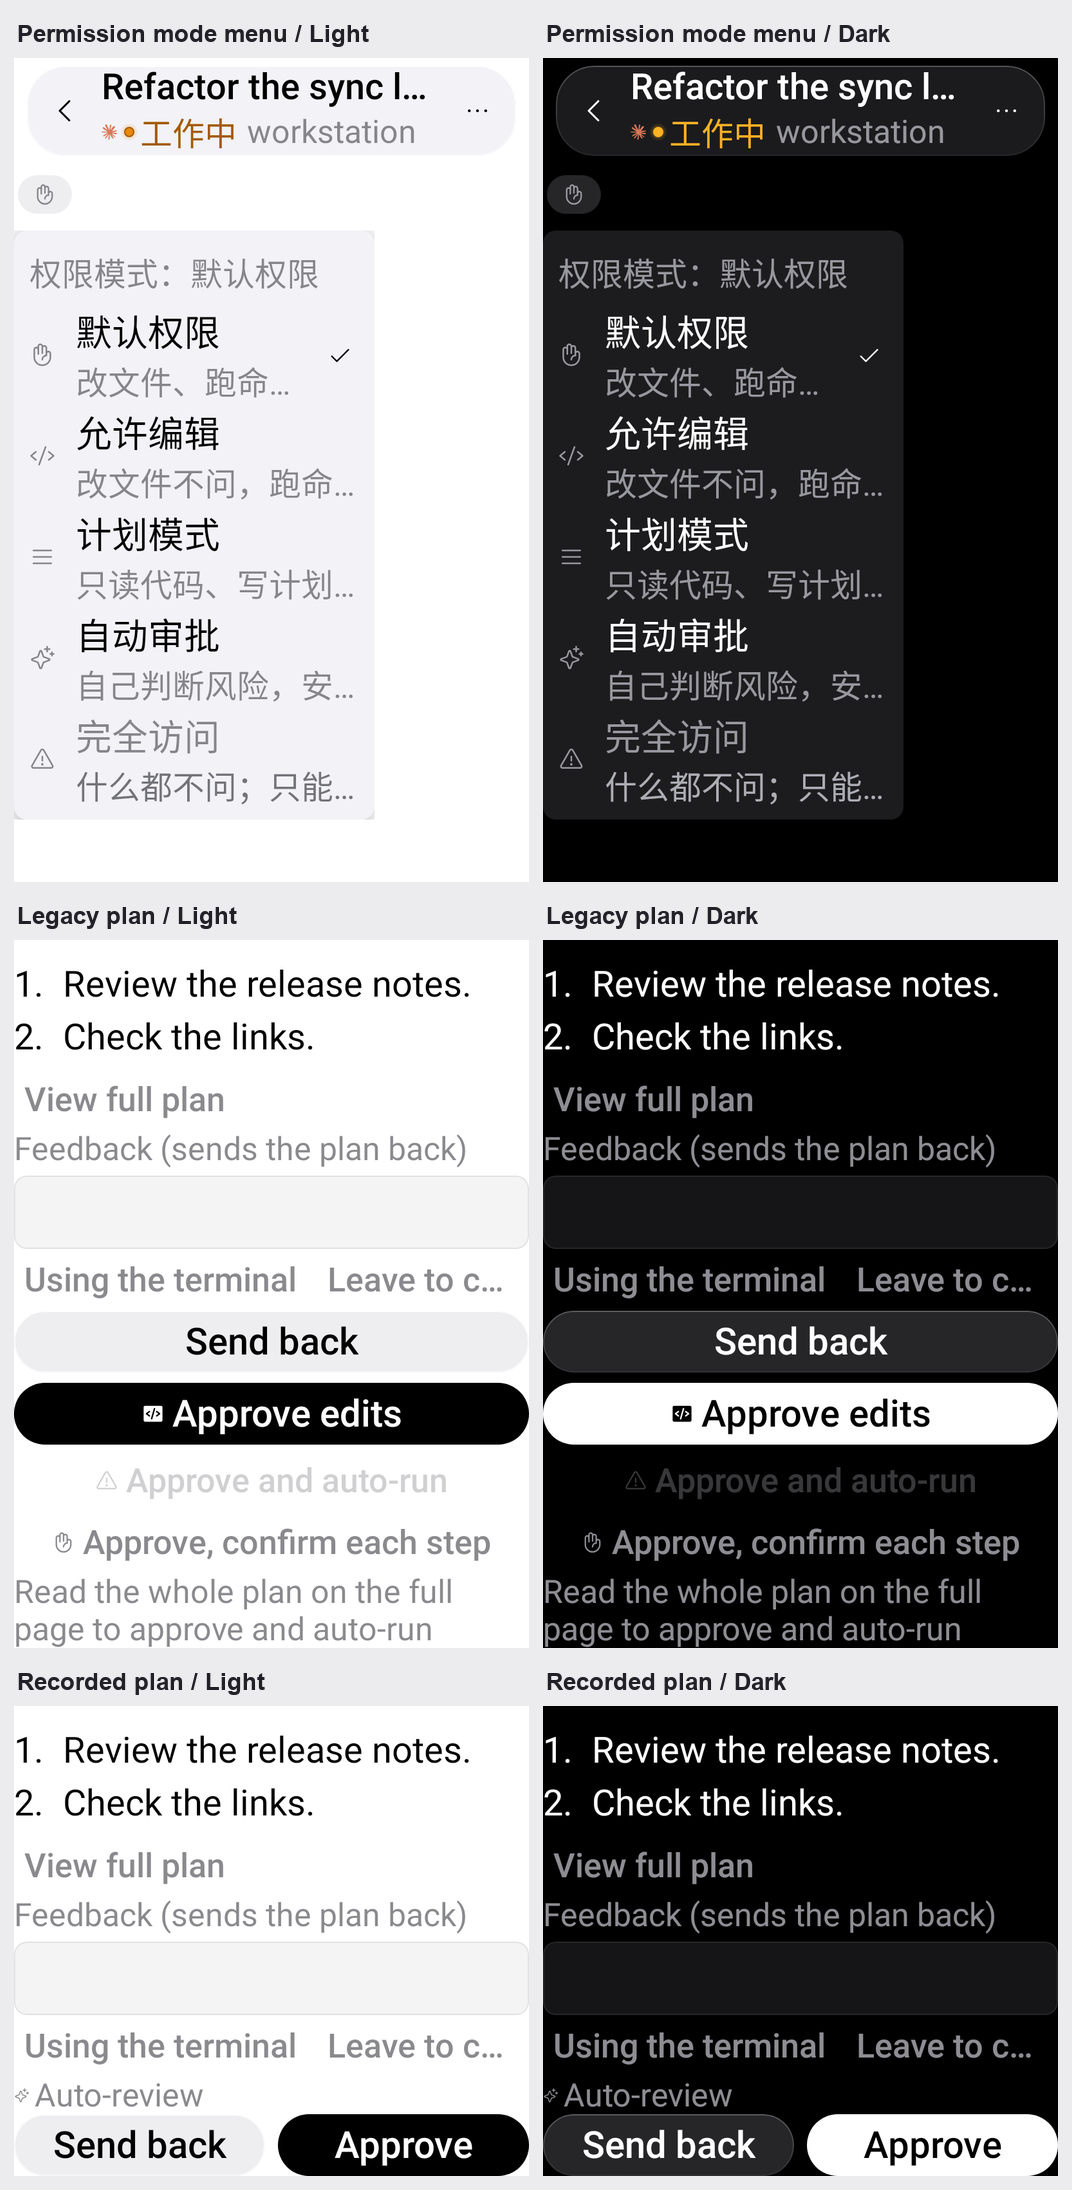 Permission mode menu / Light
Refactor the sync l...
工作中 workstation
权限模式：默认权限
默认权限
改文件、跑命...
允许编辑
改文件不问，跑命...
计划模式
只读代码、写计划...
自动审批
自己判断风险，安...
完全访问
什么都不问；只能...
Permission mode menu / Dark
Refactor the sync l...
工作中 workstation
权限模式：默认权限
默认权限
改文件、跑命...
允许编辑
改文件不问，跑命...
计划模式
只读代码、写计划...
自动审批
自己判断风险，安...
完全访问
什么都不问；只能...
Legacy plan / Light
1. Review the release notes.
2. Check the links.
View full plan
Feedback (sends the plan back)
Using the terminal Leave to c...
Send back
Approve edits
Approve and auto-run
Approve, confirm each step
Read the whole plan on the full
page to approve and auto-run
Legacy plan / Dark
1. Review the release notes.
2. Check the links.
View full plan
Feedback (sends the plan back)
Using the terminal Leave to c...
Send back
Approve edits
Approve and auto-run
Approve, confirm each step
Read the whole plan on the full
page to approve and auto-run
Recorded plan / Light
1. Review the release notes.
2. Check the links.
View full plan
Feedback (sends the plan back)
Using the terminal Leave to c...
Auto-review
Send back Approve
Recorded plan / Dark
1. Review the release notes.
2. Check the links.
View full plan
Feedback (sends the plan back)
Using the terminal Leave to c...
Auto-review
Send back Approve